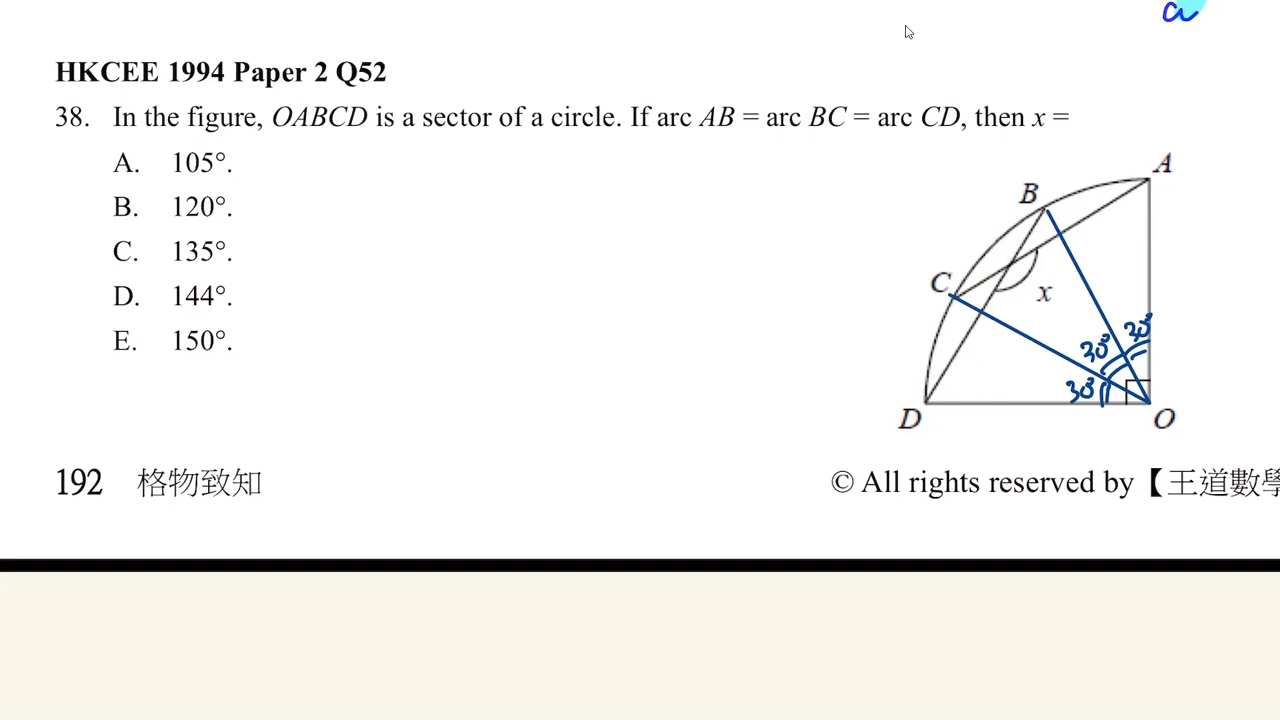 a
HKCEE 1994 Paper 2 Q52
38. In the figure, OABCD is a sector of a circle. If arc AB = arc BC = arc CD, then x =
A. 105°.
B. 120°.
C. 135°.
D. 144°.
E. 150°.
A
B
C
x
30°
30°
30°
D
O
192 格物致知
© All rights reserved by【王道數學